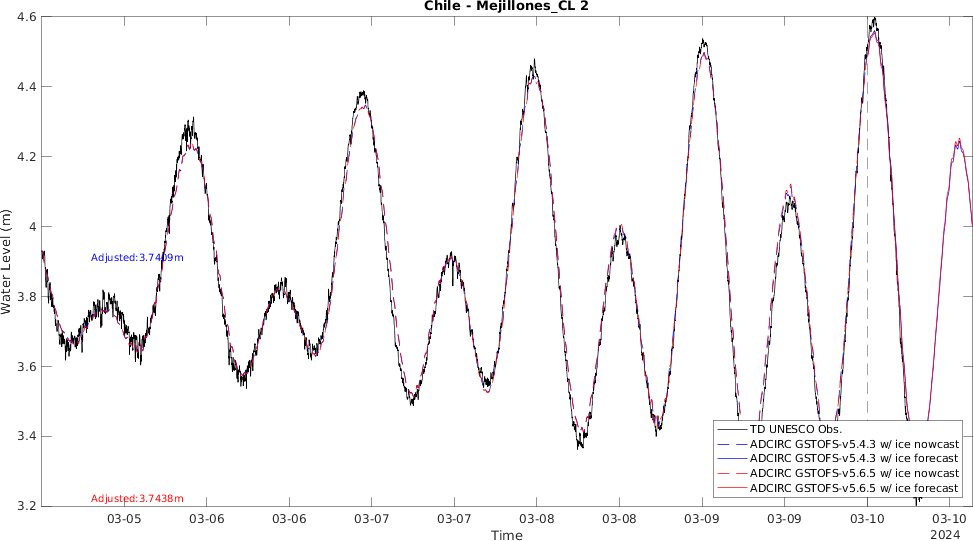 Chile - Mejillones_CL 2
4.6
4.4
4.2
4
3.8
3.6
3.4
3.2
Water Level (m)
Adjusted:3.7409m
Adjusted:3.7438m
TD UNESCO Obs.
ADCIRC GSTOFS-v5.4.3 w/ ice nowcast
ADCIRC GSTOFS-v5.4.3 w/ ice forecast
ADCIRC GSTOFS-v5.6.5 w/ ice nowcast
ADCIRC GSTOFS-v5.6.5 w/ ice forecast
03-05 03-06 03-06 03-07 03-07 03-08 03-08 03-09 03-09 03-10 03-10
Time
2024